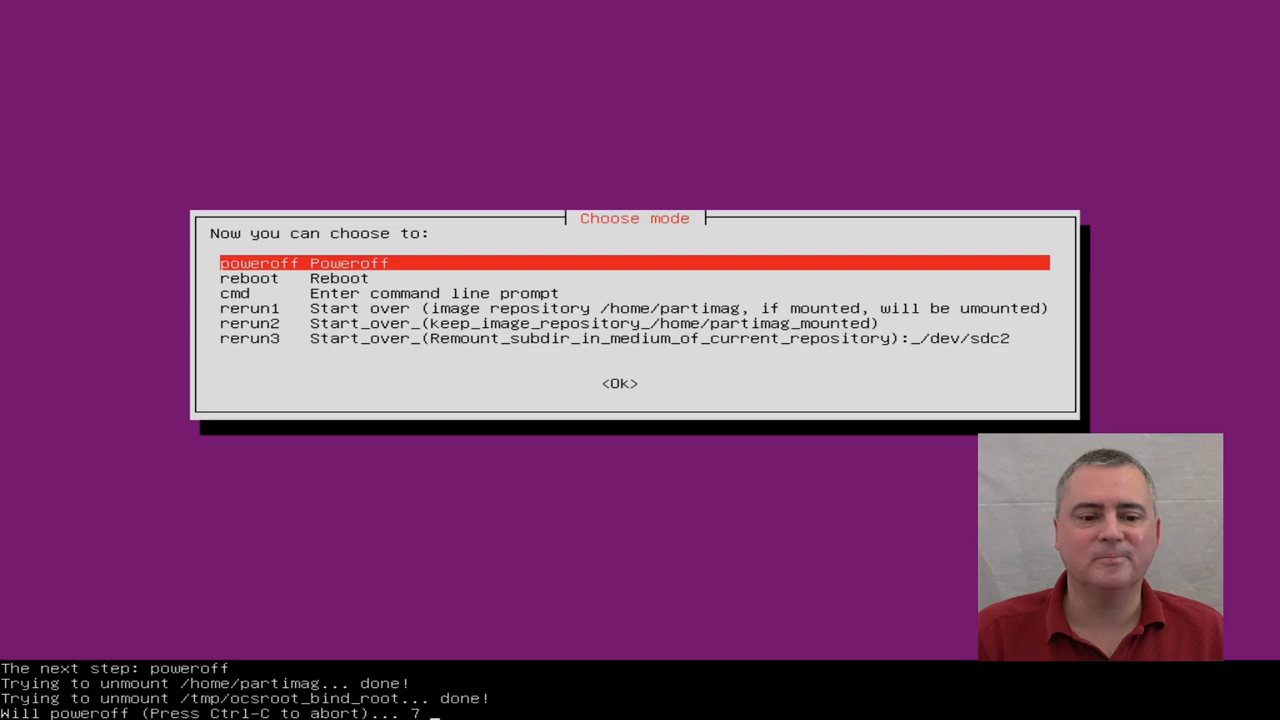 Choose mode
Now you can choose to:
poweroff Poweroff
reboot Reboot
cmd Enter command line prompt
rerun1 Start over (image repository /home/partimag, if mounted, will be umounted)
rerun2 Start_over_(keep_image_repository_/home/partimag_mounted)
rerun3 Start_over_(Remount_subdir_in_medium_of_current_repository):_/dev/sdc2
<Ok>
The next step: poweroff
Trying to unmount /home/partimag... done!
Trying to unmount /tmp/ocsroot_bind_root... done!
Will poweroff (Press Ctrl-C to abort)... 7 _